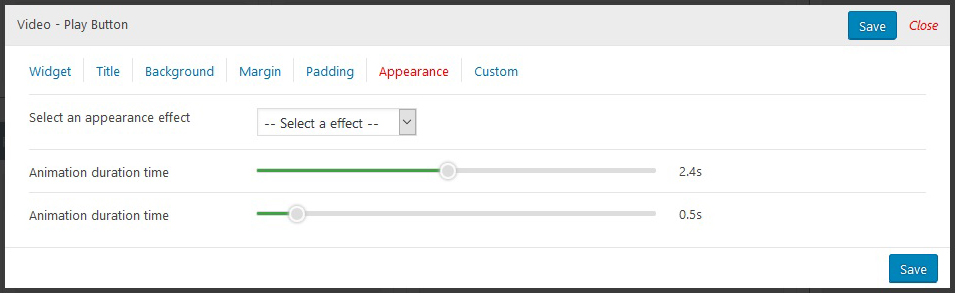 Video - Play Button Save Close
Widget Title Background Margin Padding Appearance Custom
Select an appearance effect -- Select a effect --
Animation duration time 2.4s
Animation duration time 0.5s
Save